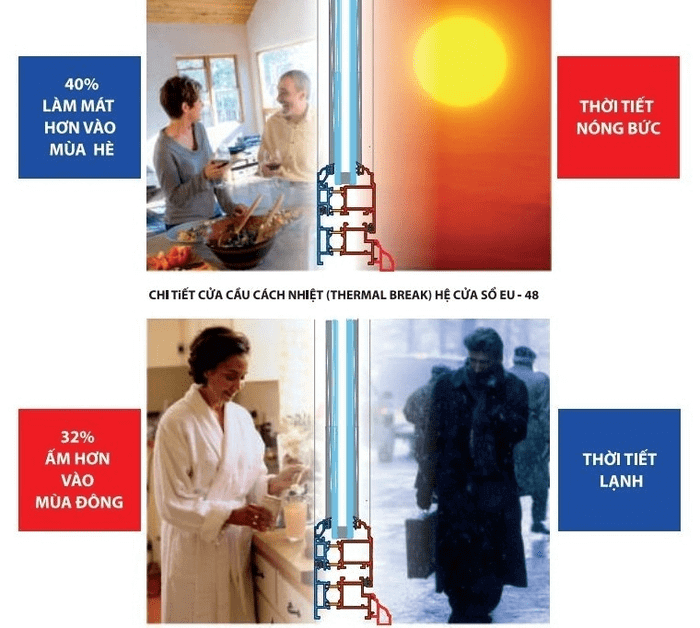 40%
LÀM MÁT
HƠN VÀO
MÙA HÈ
THỜI TIẾT
NÓNG BỨC
CHI TiẾT CỬA CẦU CÁCH NHIỆT (THERMAL BREAK) HỆ CỬA SỔ EU - 48
32%
ẤM HƠN
VÀO
MÙA ĐÔNG
THỜI TIẾT
LẠNH